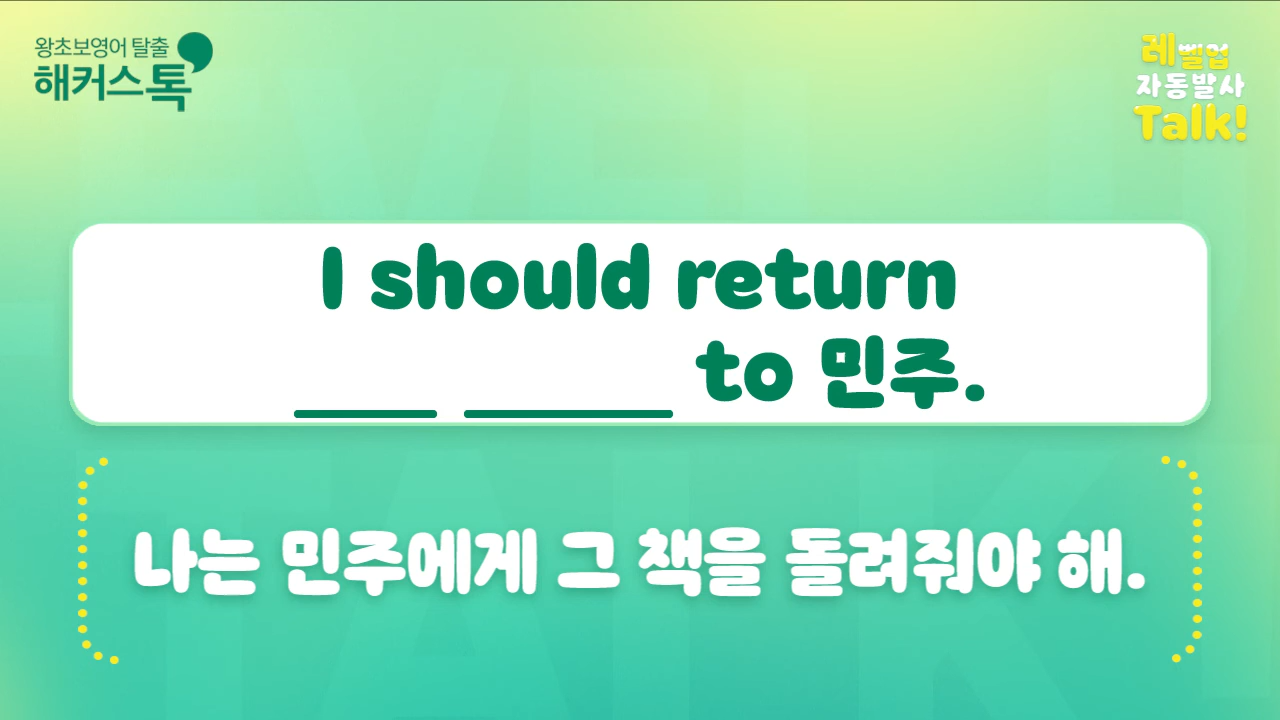 왕초보영어 탈출
해커스톡
레벨업
자동발사
Talk!
I should return
___ ____ to 민주.
나는 민주에게 그 책을 돌려줘야 해.